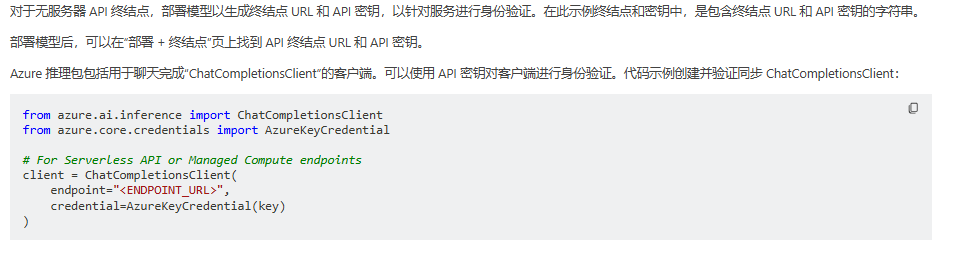 对于无服务器 API 终结点，部署模型以生成终结点 URL 和 API 密钥，以针对服务进行身份验证。在此示例终结点和密钥中，是包含终结点 URL 和 API 密钥的字符串。
部署模型后，可以在“部署 + 终结点”页上找到 API 终结点 URL 和 API 密钥。
Azure 推理包包括用于聊天完成“ChatCompletionsClient”的客户端。可以使用 API 密钥对客户端进行身份验证。代码示例创建并验证同步 ChatCompletionsClient：
from azure.ai.inference import ChatCompletionsClient
from azure.core.credentials import AzureKeyCredential
# For Serverless API or Managed Compute endpoints
client = ChatCompletionsClient(
    endpoint="<ENDPOINT_URL>",
    credential=AzureKeyCredential(key)
)